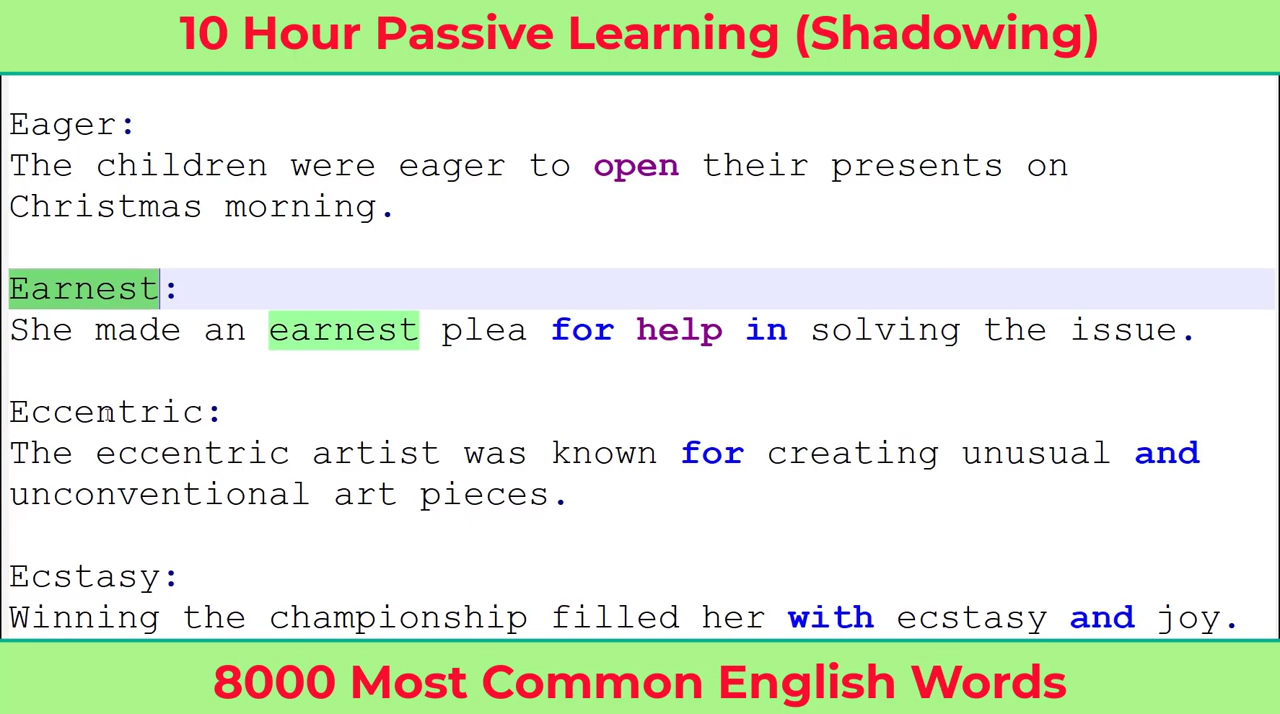 10 Hour Passive Learning (Shadowing)
Eager:
The children were eager to open their presents on
Christmas morning.
Earnest:
She made an earnest plea for help in solving the issue.
Eccentric:
The eccentric artist was known for creating unusual and
unconventional art pieces.
Ecstasy:
Winning the championship filled her with ecstasy and joy.
8000 Most Common English Words